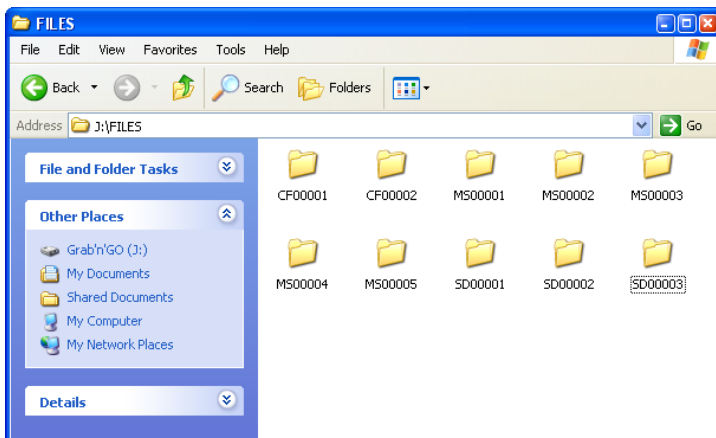 FILES
File Edit View Favorites Tools Help
Back Search Folders
Address J:\FILES Go
File and Folder Tasks
Other Places
Grab'n'GO (J:)
My Documents
Shared Documents
My Computer
My Network Places
Details
CF00001 CF00002 MS00001 MS00002 MS00003
MS00004 MS00005 SD00001 SD00002 SD00003